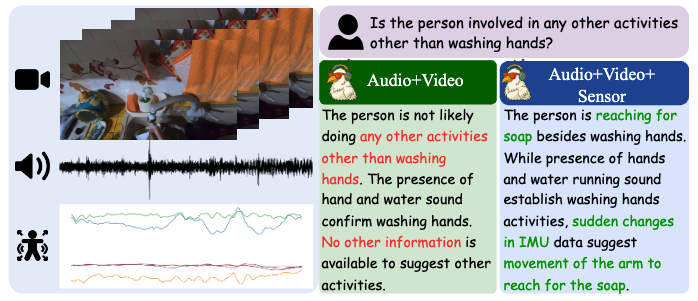 Is the person involved in any other activities
other than washing hands?
Audio+Video
The person is not likely
doing any other activities
other than washing
hands. The presence of
hand and water sound
confirm washing hands.
No other information is
available to suggest other
activities.
Audio+Video+
Sensor
The person is reaching for
soap besides washing hands.
While presence of hands
and water running sound
establish washing hands
activities, sudden changes
in IMU data suggest
movement of the arm to
reach for the soap.